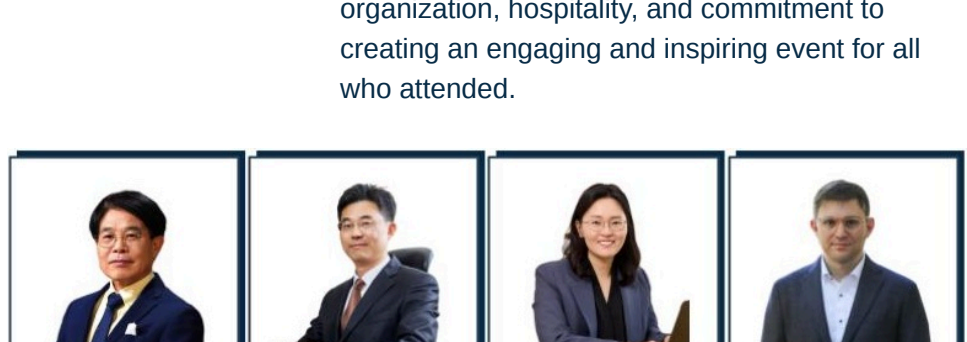 organization, hospitality, and commitment to
creating an engaging and inspiring event for all
who attended.